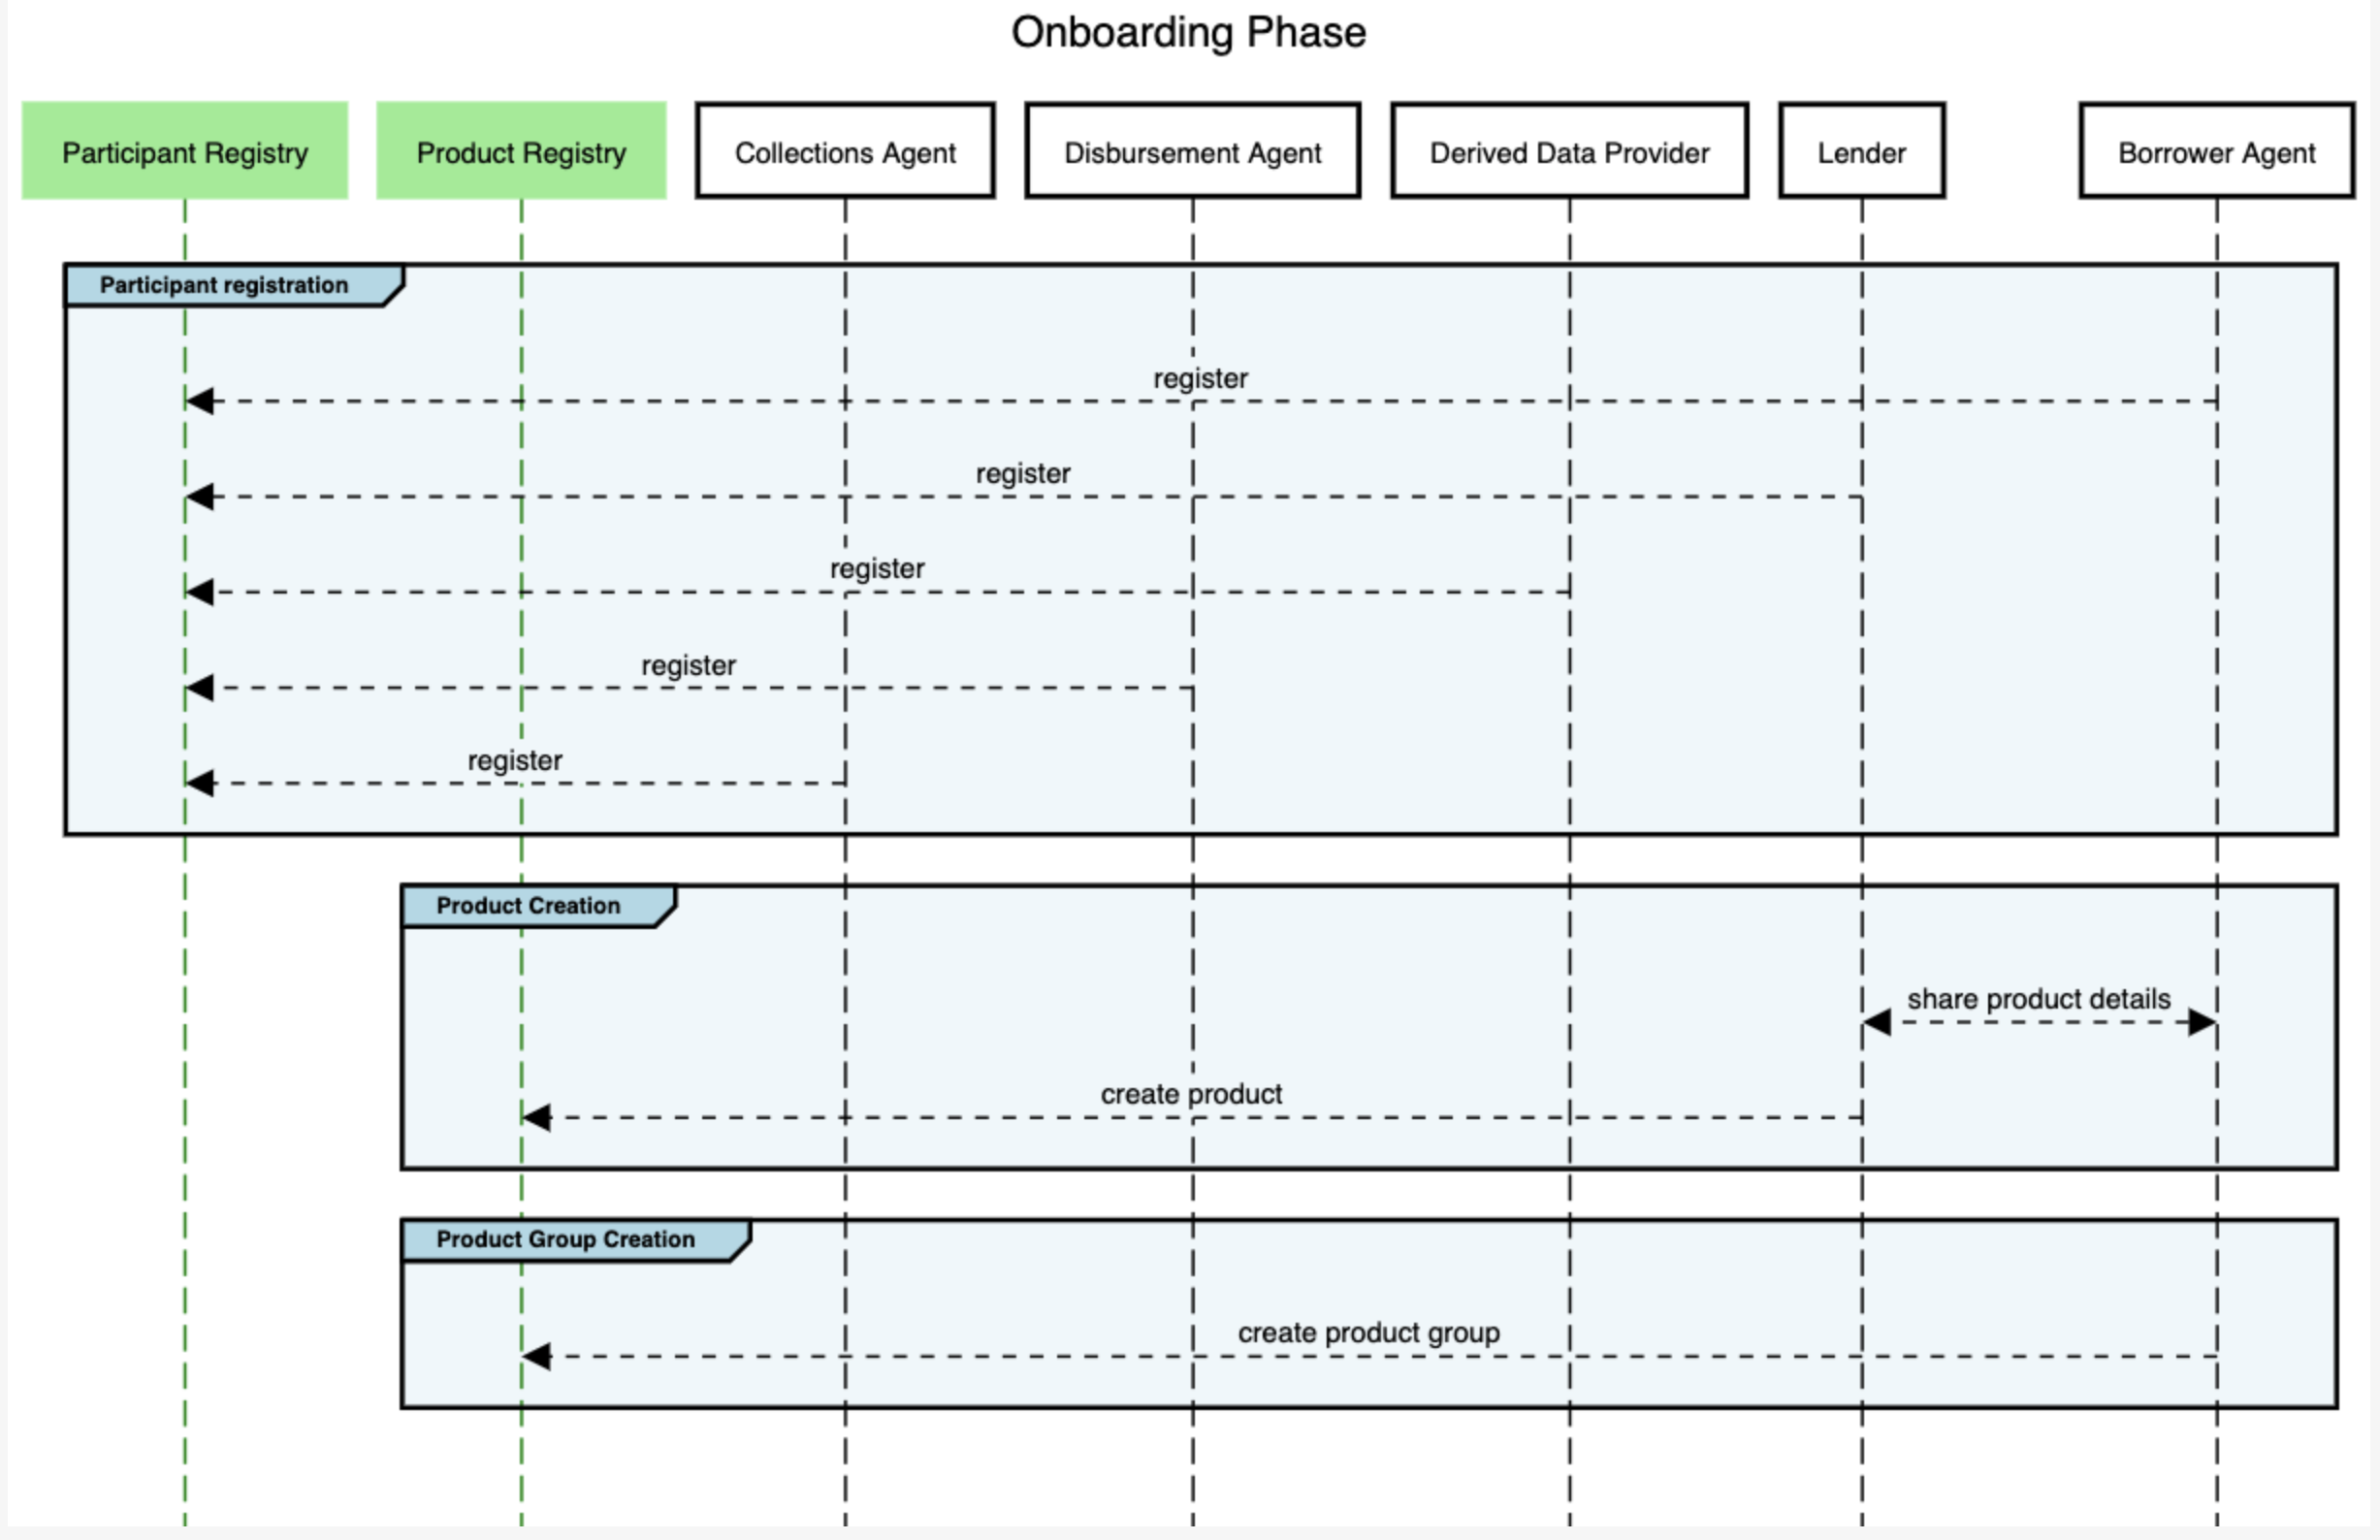 Onboarding Phase
Participant Registry
Product Registry
Collections Agent
Disbursement Agent
Derived Data Provider
Lender
Borrower Agent
Participant registration
register
register
register
register
register
Product Creation
share product details
create product
Product Group Creation
create product group